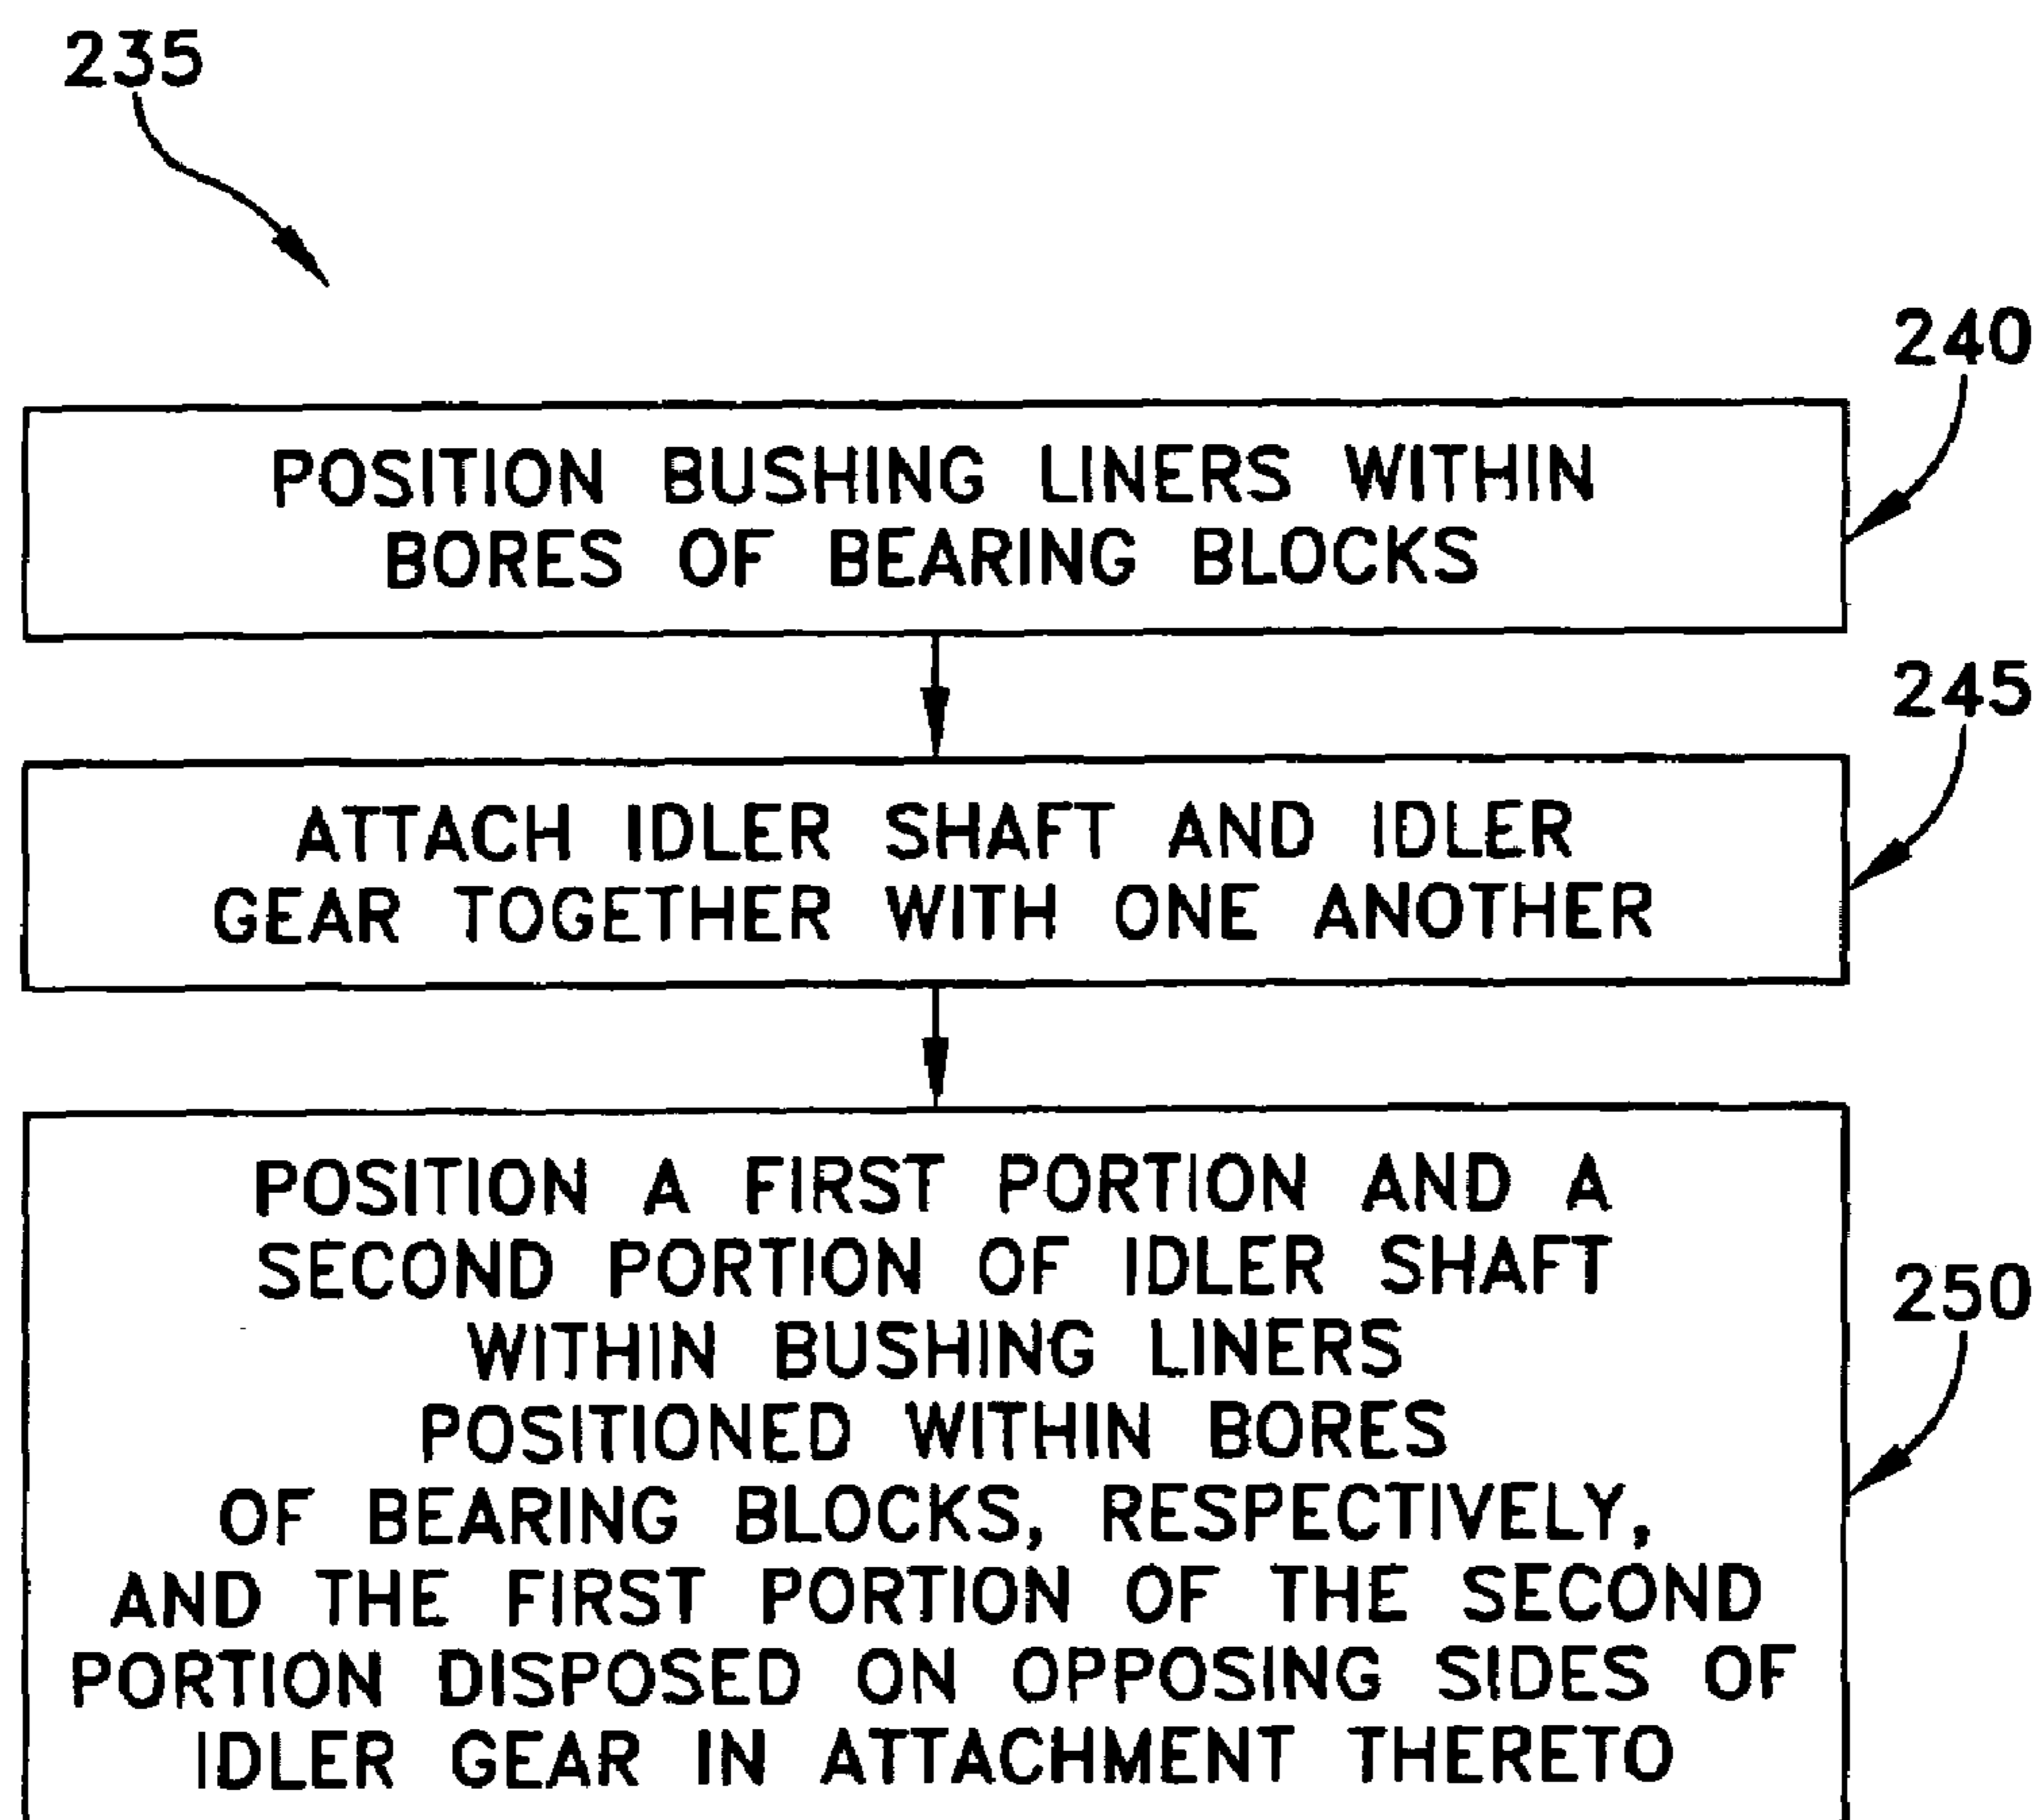 235
240
POSITION BUSHING LINERS WITHIN
BORES OF BEARING BLOCKS
245
ATTACH IDLER SHAFT AND IDLER
GEAR TOGETHER WITH ONE ANOTHER
POSITION A FIRST PORTION AND A
SECOND PORTION OF IDLER SHAFT
250
WITHIN BUSHING LINERS
POSITIONED WITHIN BORES
OF BEARING BLOCKS, RESPECTIVELY,
AND THE FIRST PORTION OF THE SECOND
PORTION DISPOSED ON OPPOSING SIDES OF
IDLER GEAR IN ATTACHMENT THERETO